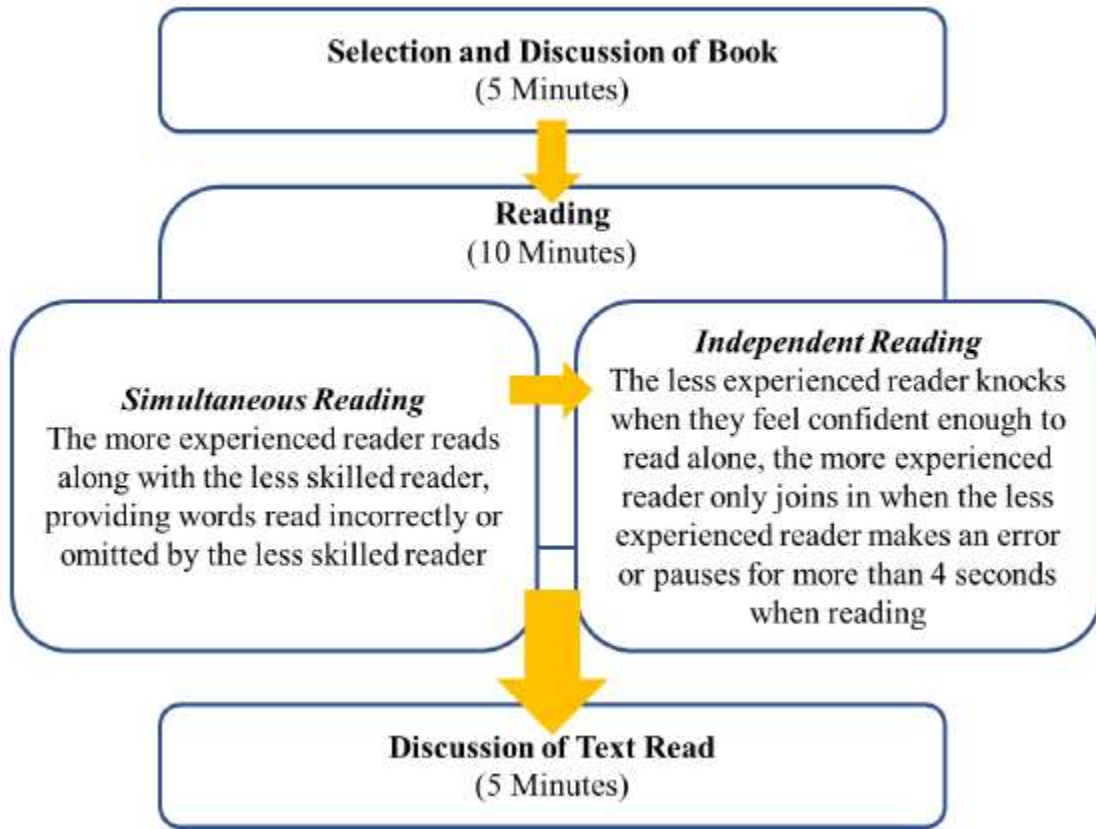 Selection and Discussion of Book
(5 Minutes)
Reading
(10 Minutes)
Simultaneous Reading
The more experienced reader reads
along with the less skilled reader,
providing words read incorrectly or
omitted by the less skilled reader
Independent Reading
The less experienced reader knocks
when they feel confident enough to
read alone, the more experienced
reader only joins in when the less
experienced reader makes an error
or pauses for more than 4 seconds
when reading
Discussion of Text Read
(5 Minutes)